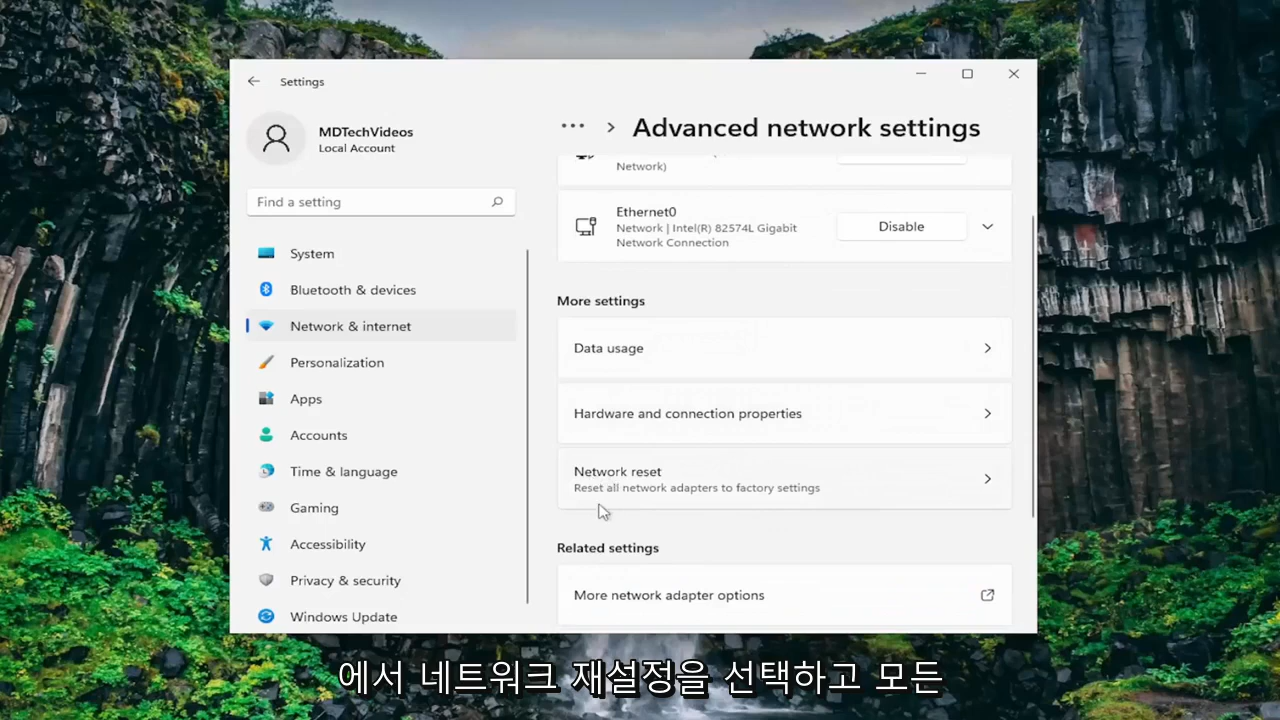 Settings
MDTechVideos
Local Account
Find a setting
System
Bluetooth & devices
Network & internet
Personalization
Apps
Accounts
Time & language
Gaming
Accessibility
Privacy & security
Windows Update
... > Advanced network settings
Network)
Ethernet0
Network | Intel(R) 82574L Gigabit
Network Connection
Disable
More settings
Data usage
Hardware and connection properties
Network reset
Reset all network adapters to factory settings
Related settings
More network adapter options
에서 네트워크 재설정을 선택하고 모든